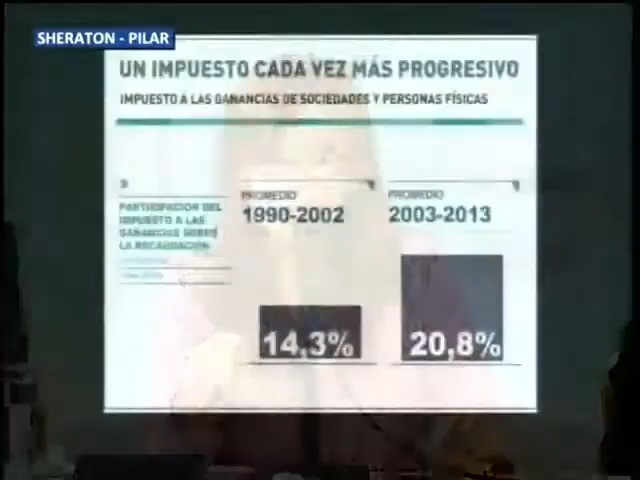 SHERATON - PILAR
UN IMPUESTO CADA VEZ MÁS PROGRESIVO
IMPUESTO A LAS GANANCIAS DE SOCIEDADES Y PERSONAS FÍSICAS
PARTICIPACIÓN DEL
IMPUESTO A LAS
GANANCIAS SOBRE
LA RECAUDACIÓN
PROMEDIO
1990-2002
14,3%
PROMEDIO
2003-2013
20,8%